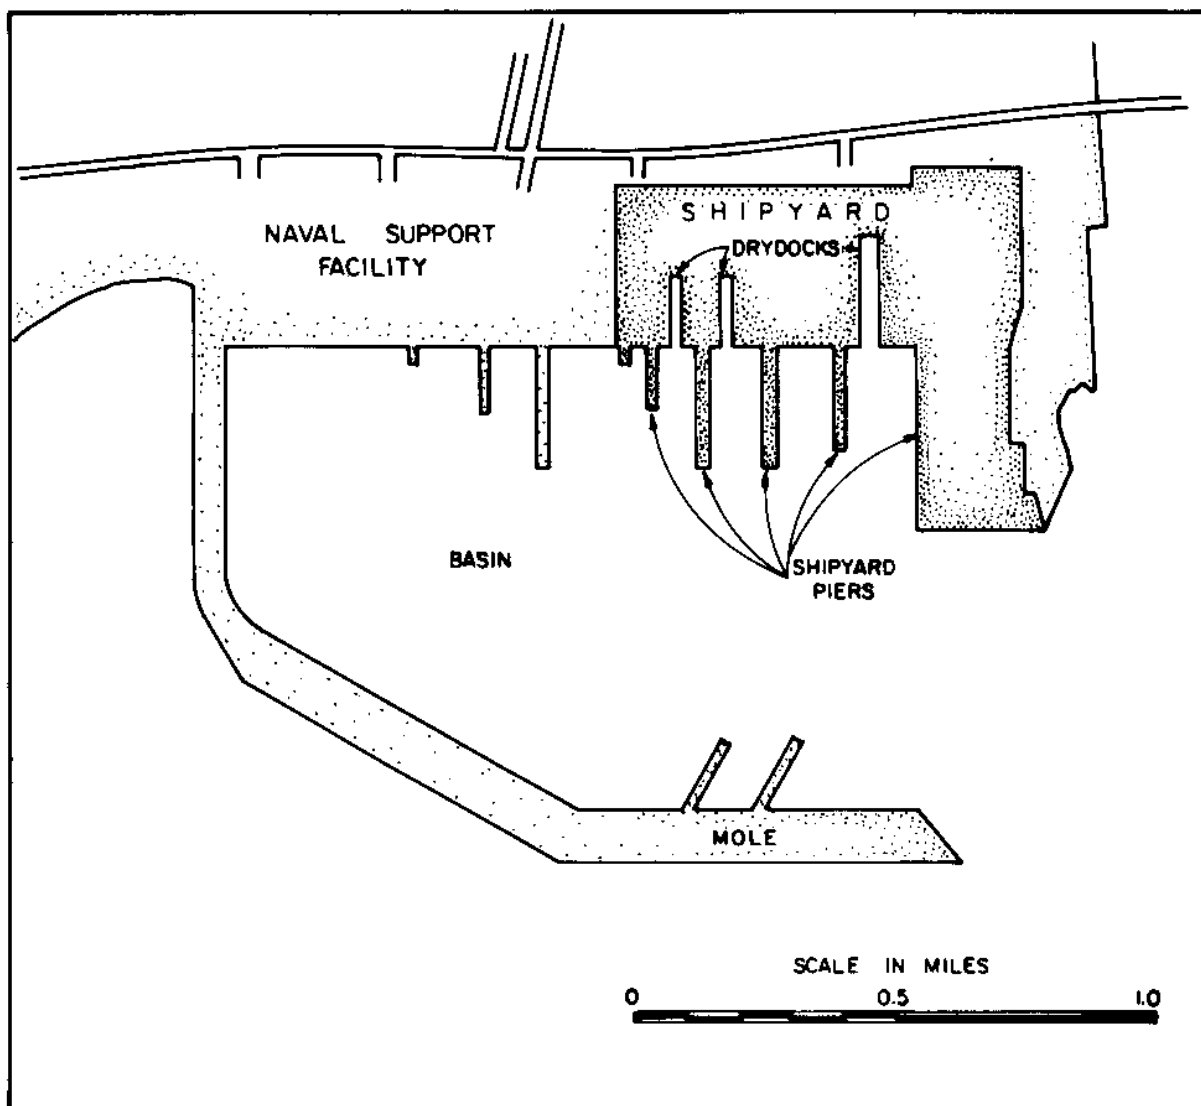 SHIPYARD
NAVAL SUPPORT
FACILITY
DRYDOCKS
BASIN
SHIPYARD
PIERS
MOLE
SCALE IN MILES
0 0.5 1.0